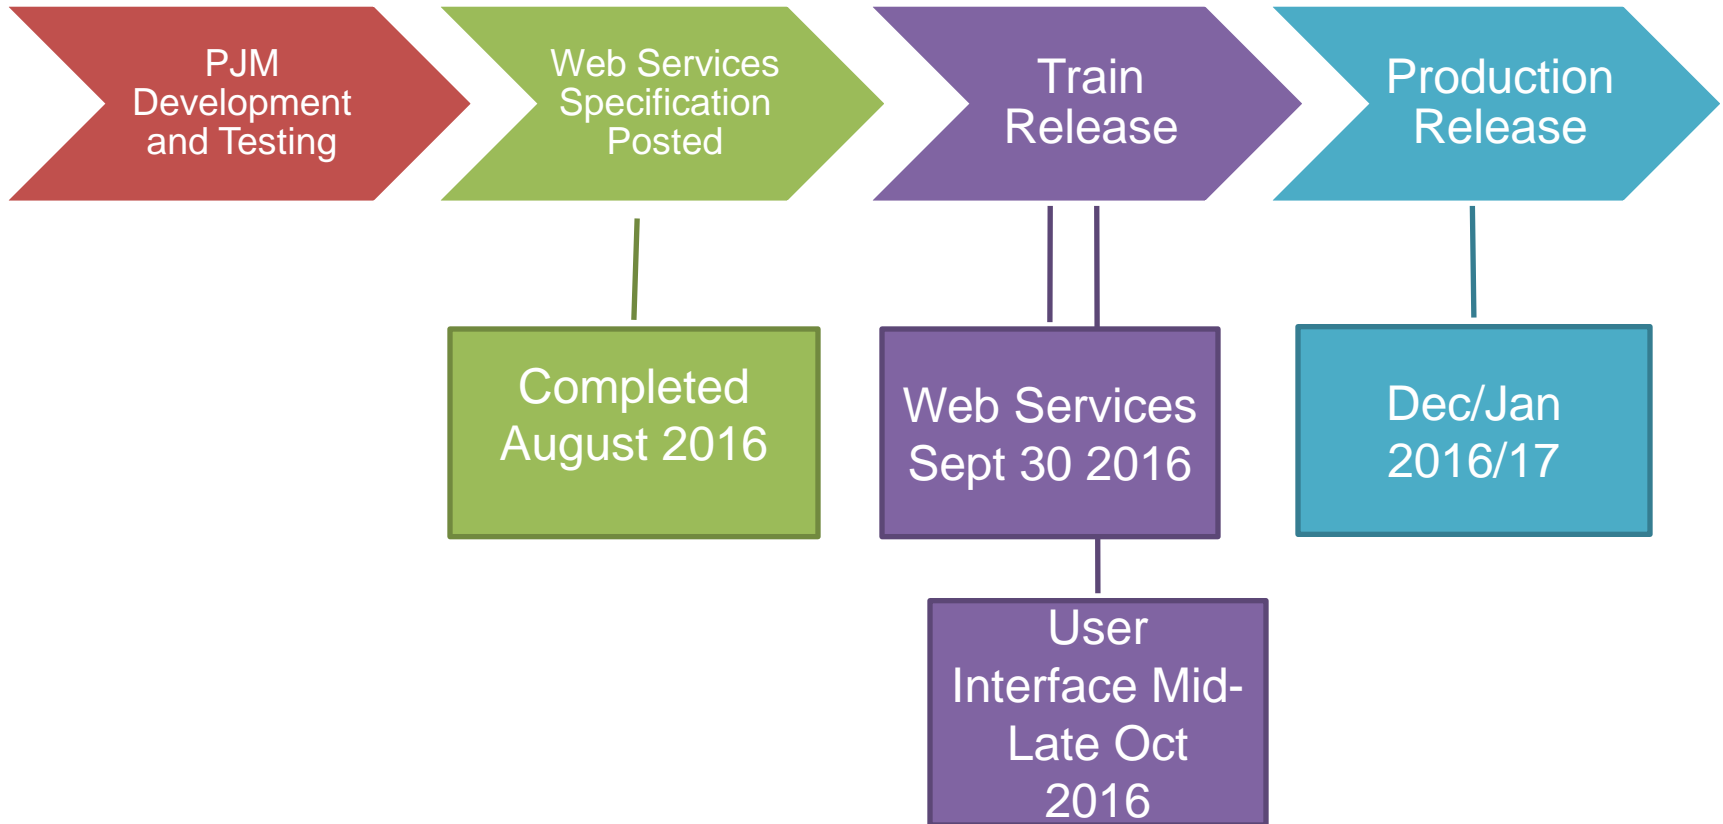 PJM
Development
and Testing
Web Services
Specification
Posted
Train
Release
Production
Release
Completed
August 2016
Web Services
Sept 30 2016
Dec/Jan
2016/17
User
Interface Mid-
Late Oct
2016